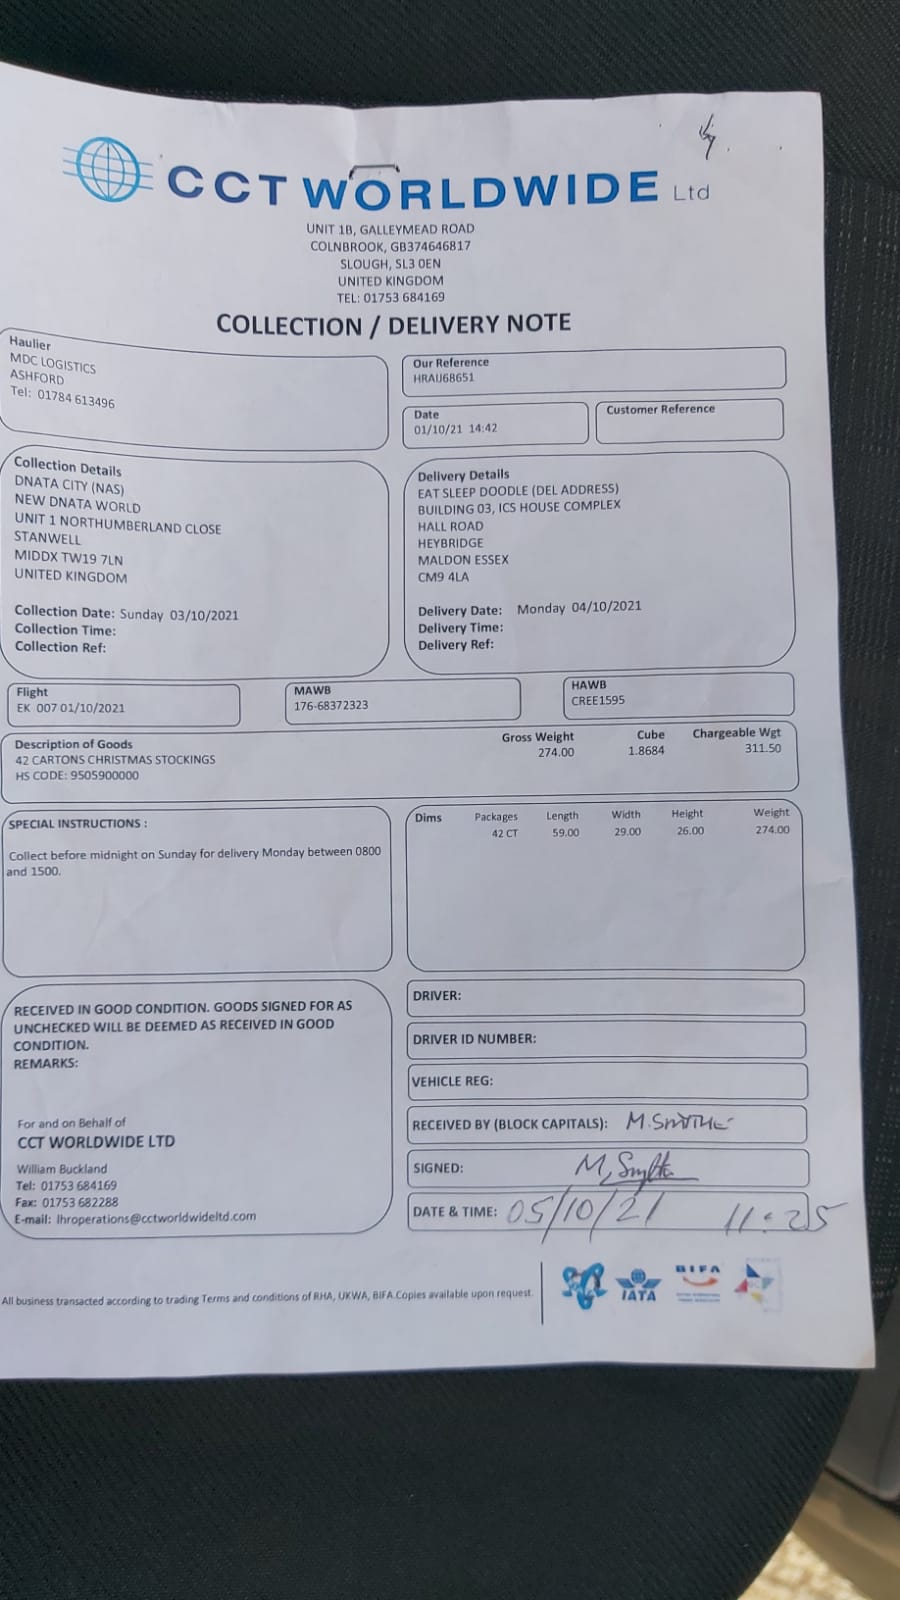 CCT WORLDWIDE Ltd
UNIT 1B, GALLEYMEAD ROAD
COLNBROOK, GB374646817
SLOUGH, SL3 0EN
UNITED KINGDOM
TEL: 01753 684169
COLLECTION / DELIVERY NOTE
Haulier
MDC LOGISTICS
ASHFORD
Tel: 01784 613496
Our Reference
HRAU68651
Date
01/10/21 14:42
Customer Reference
Collection Details
DNATA CITY (NAS)
NEW DNATA WORLD
UNIT 1 NORTHUMBERLAND CLOSE
STANWELL
MIDDX TW19 7LN
UNITED KINGDOM
Collection Date: Sunday 03/10/2021
Collection Time:
Collection Ref:
Delivery Details
EAT SLEEP DOODLE (DEL ADDRESS)
BUILDING 03, ICS HOUSE COMPLEX
HALL ROAD
HEYBRIDGE
MALDON ESSEX
CM9 4LA
Delivery Date: Monday 04/10/2021
Delivery Time:
Delivery Ref:
Flight
EK 007 01/10/2021
MAWB
176-68372323
HAWB
CREE1595
Description of Goods
42 CARTONS CHRISTMAS STOCKINGS
HS CODE: 9505900000
Gross Weight Cube Chargeable Wgt
274.00 1.8684 311.50
SPECIAL INSTRUCTIONS :
Collect before midnight on Sunday for delivery Monday between 0800
and 1500.
Dims Packages Length Width Height Weight
42 CT 59.00 29.00 26.00 274.00
RECEIVED IN GOOD CONDITION. GOODS SIGNED FOR AS
UNCHECKED WILL BE DEEMED AS RECEIVED IN GOOD
CONDITION.
REMARKS:
For and on Behalf of
CCT WORLDWIDE LTD
William Buckland
Tel: 01753 684169
Fax: 01753 682288
E-mail: lhroperations@cctworldwideltd.com
DRIVER:
DRIVER ID NUMBER:
VEHICLE REG:
RECEIVED BY (BLOCK CAPITALS): M.SMYTHE
SIGNED: M, Smythe
DATE & TIME: 05/10/21 11:25
All business transacted according to trading Terms and conditions of RHA, UKWA, BIFA.Copies available upon request.
IATA
BIFA